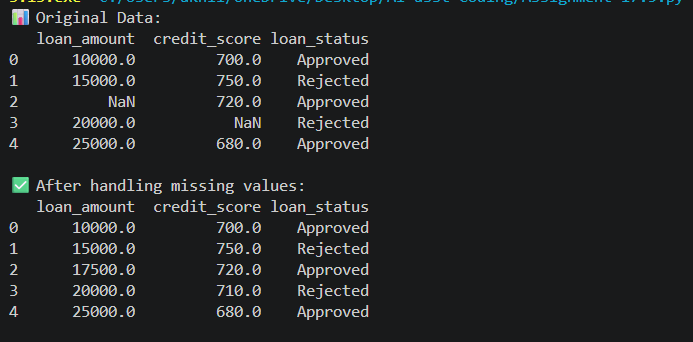 📊 Original Data:
   loan_amount  credit_score loan_status
0      10000.0         700.0    Approved
1      15000.0         750.0    Rejected
2          NaN         720.0    Approved
3      20000.0           NaN    Rejected
4      25000.0         680.0    Approved
✅ After handling missing values:
   loan_amount  credit_score loan_status
0      10000.0         700.0    Approved
1      15000.0         750.0    Rejected
2      17500.0         720.0    Approved
3      20000.0         710.0    Rejected
4      25000.0         680.0    Approved